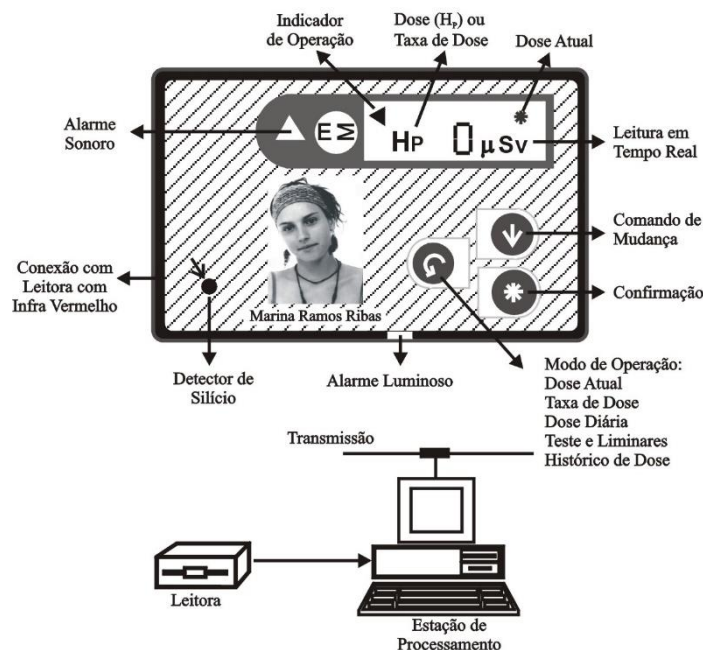 Indicador
de Operação
Dose (Hₚ) ou
Taxa de Dose
Dose Atual
Alarme
Sonoro
EM
Hp 0 µSv
*
Leitura em
Tempo Real
Comando de
Mudança
Conexão com
Leitora com
Infra Vermelho
Marina Ramos Ribas
*
Confirmação
Detector de
Silício
Alarme Luminoso
Modo de Operação:
Dose Atual
Taxa de Dose
Dose Diária
Teste e Liminares
Histórico de Dose
Transmissão
Leitora
Estação de
Processamento